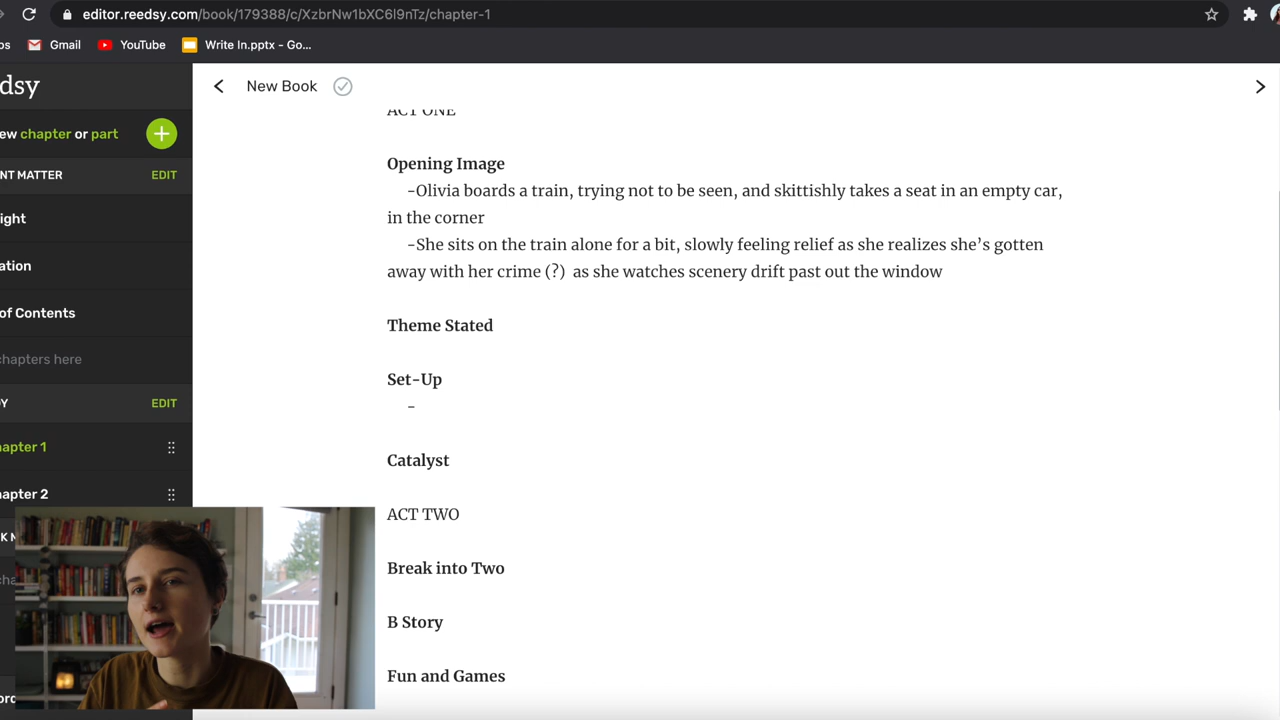 editor.reedsy.com/book/179388/c/XzbrNw1bXC6l9nTz/chapter-1
Gmail YouTube Write In.pptx - Go...
edsy
New Book
ew chapter or part
ACT ONE
NT MATTER EDIT
Opening Image
-Olivia boards a train, trying not to be seen, and skittishly takes a seat in an empty car,
in the corner
ight
-She sits on the train alone for a bit, slowly feeling relief as she realizes she’s gotten
away with her crime (?) as she watches scenery drift past out the window
ation
of Contents
Theme Stated
chapters here
Set-Up
-
Y EDIT
hapter 1
Catalyst
hapter 2
ACT TWO
Break into Two
B Story
Fun and Games